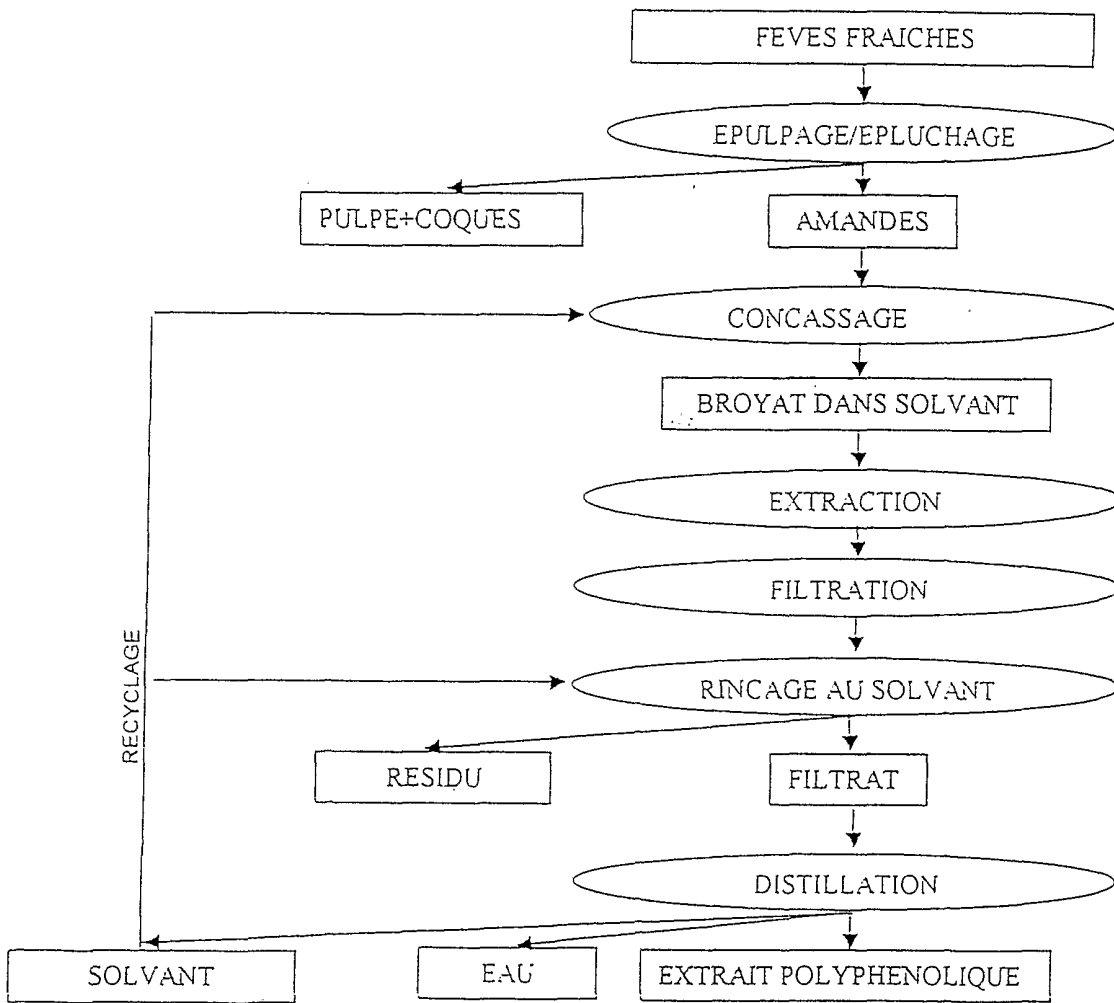 FEVES FRAICHES
EPULPAGE/EPLUCHAGE
PULPE+COQUES
AMANDES
CONCASSAGE
BROYAT DANS SOLVANT
EXTRACTION
FILTRATION
RECYCLAGE
RINCAGE AU SOLVANT
RESIDU
FILTRAT
DISTILLATION
SOLVANT
EAU
EXTRAIT POLYPHENOLIQUE